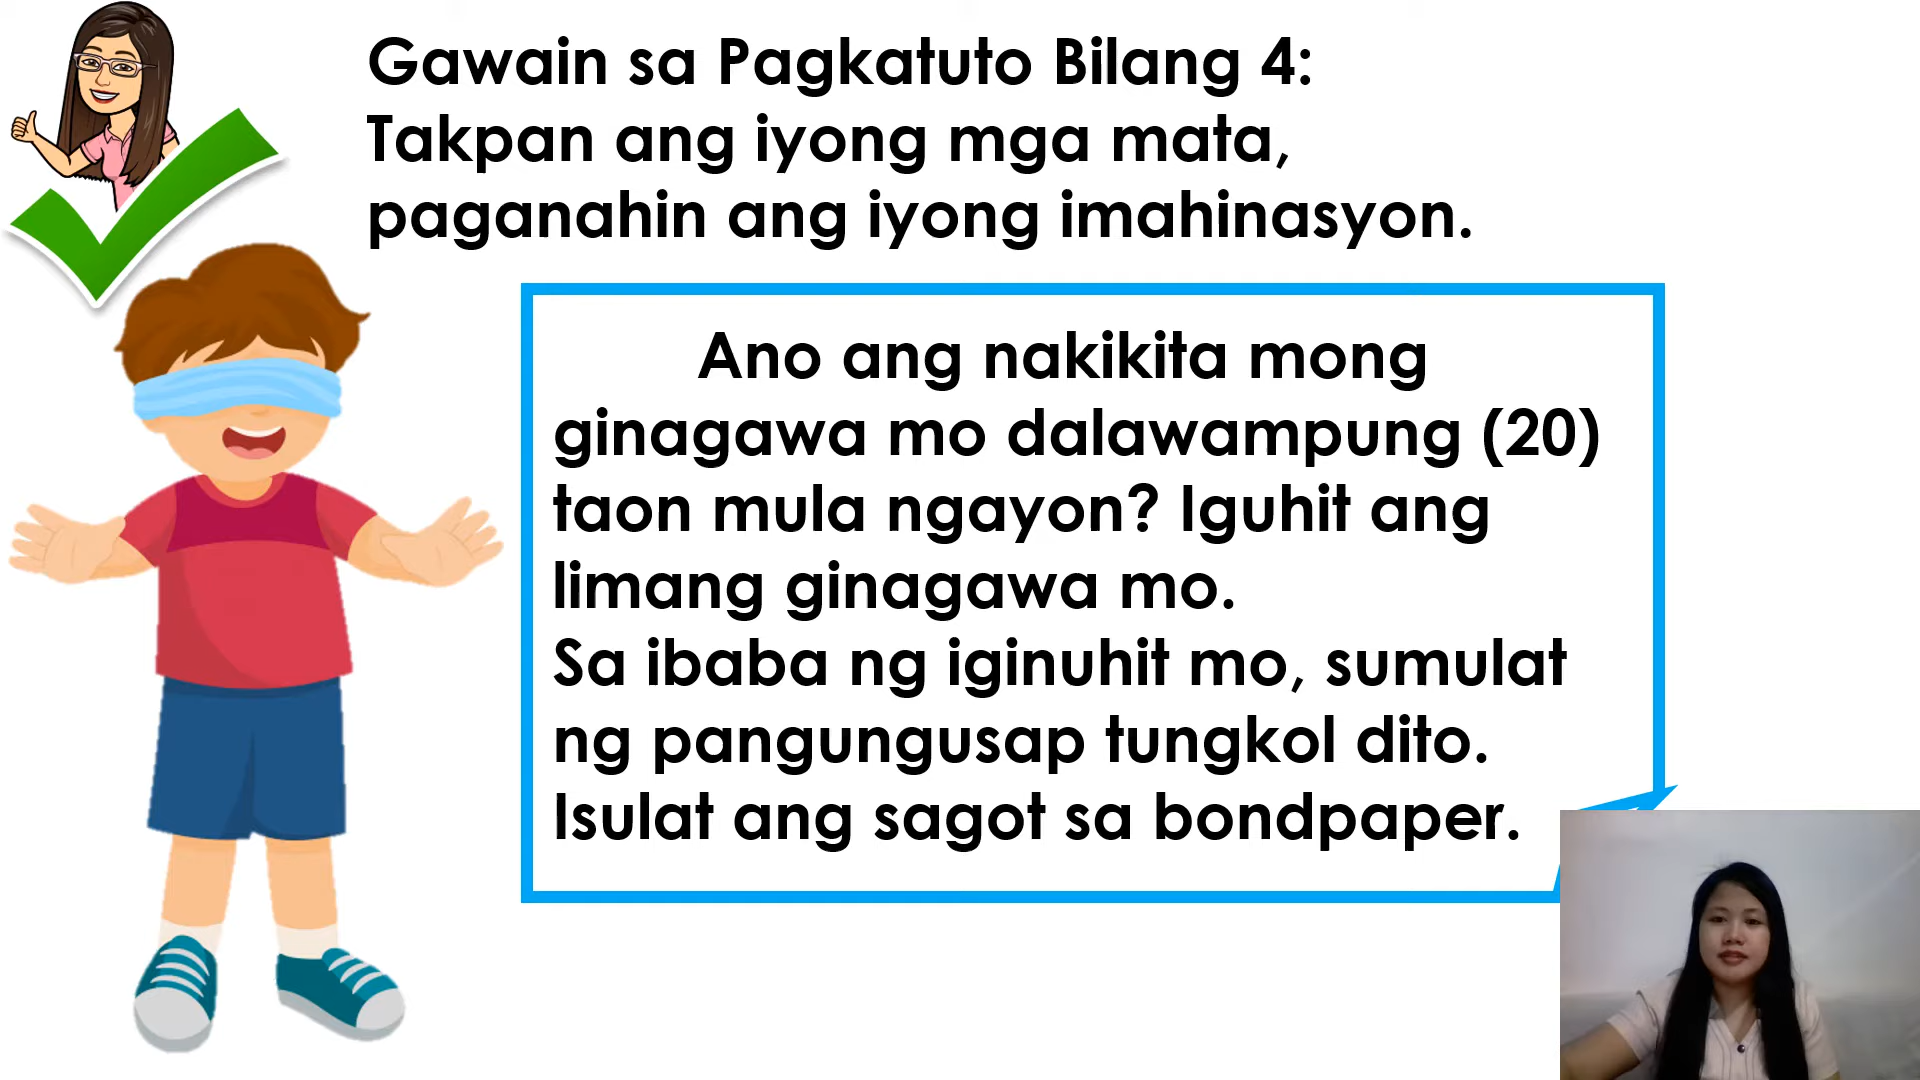 Gawain sa Pagkatuto Bilang 4:
Takpan ang iyong mga mata,
paganahin ang iyong imahinasyon.
Ano ang nakikita mong
ginagawa mo dalawampung (20)
taon mula ngayon? Iguhit ang
limang ginagawa mo.
Sa ibaba ng iginuhit mo, sumulat
ng pangungusap tungkol dito.
Isulat ang sagot sa bondpaper.